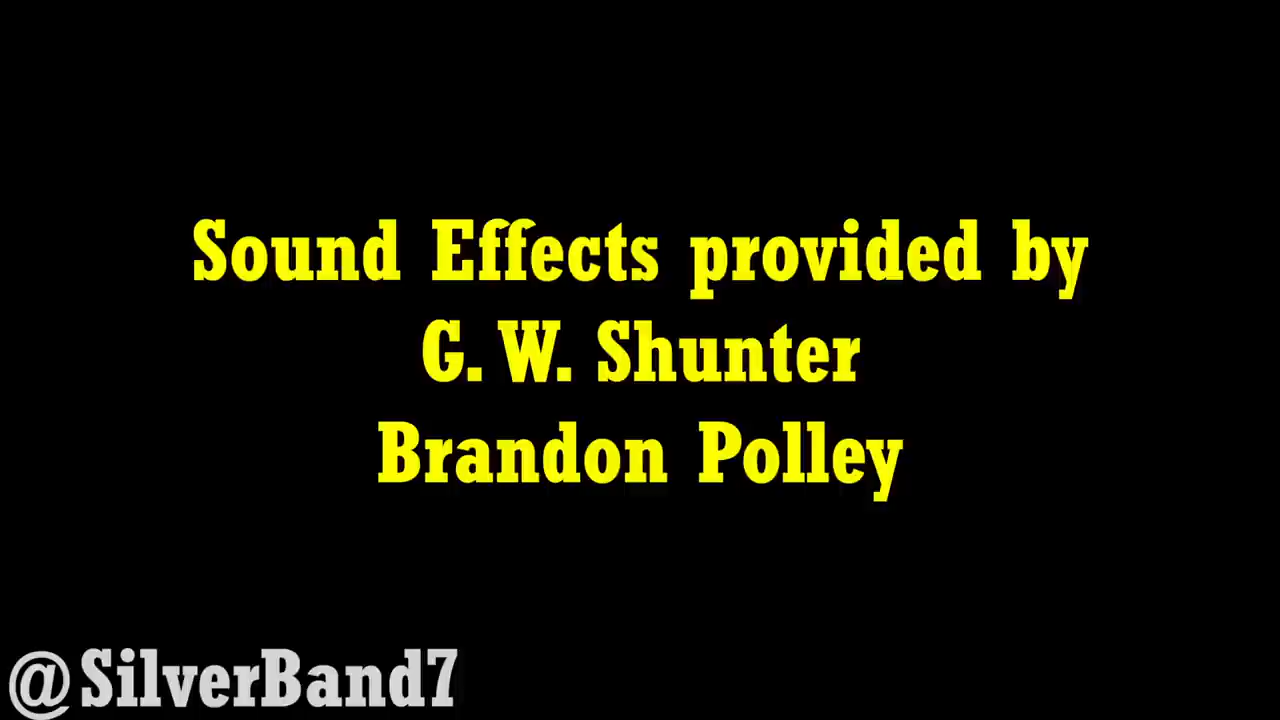 Sound Effects provided by
G. W. Shunter
Brandon Polley
@SilverBand7